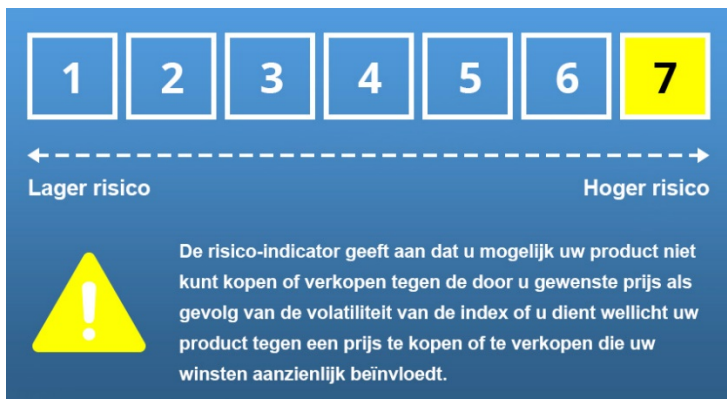 1 2 3 4 5 6 7
Lager risico Hoger risico
De risico-indicator geeft aan dat u mogelijk uw product niet
kunt kopen of verkopen tegen de door u gewenste prijs als
gevolg van de volatiliteit van de index of u dient wellicht uw
product tegen een prijs te kopen of te verkopen die uw
winsten aanzienlijk beïnvloedt.